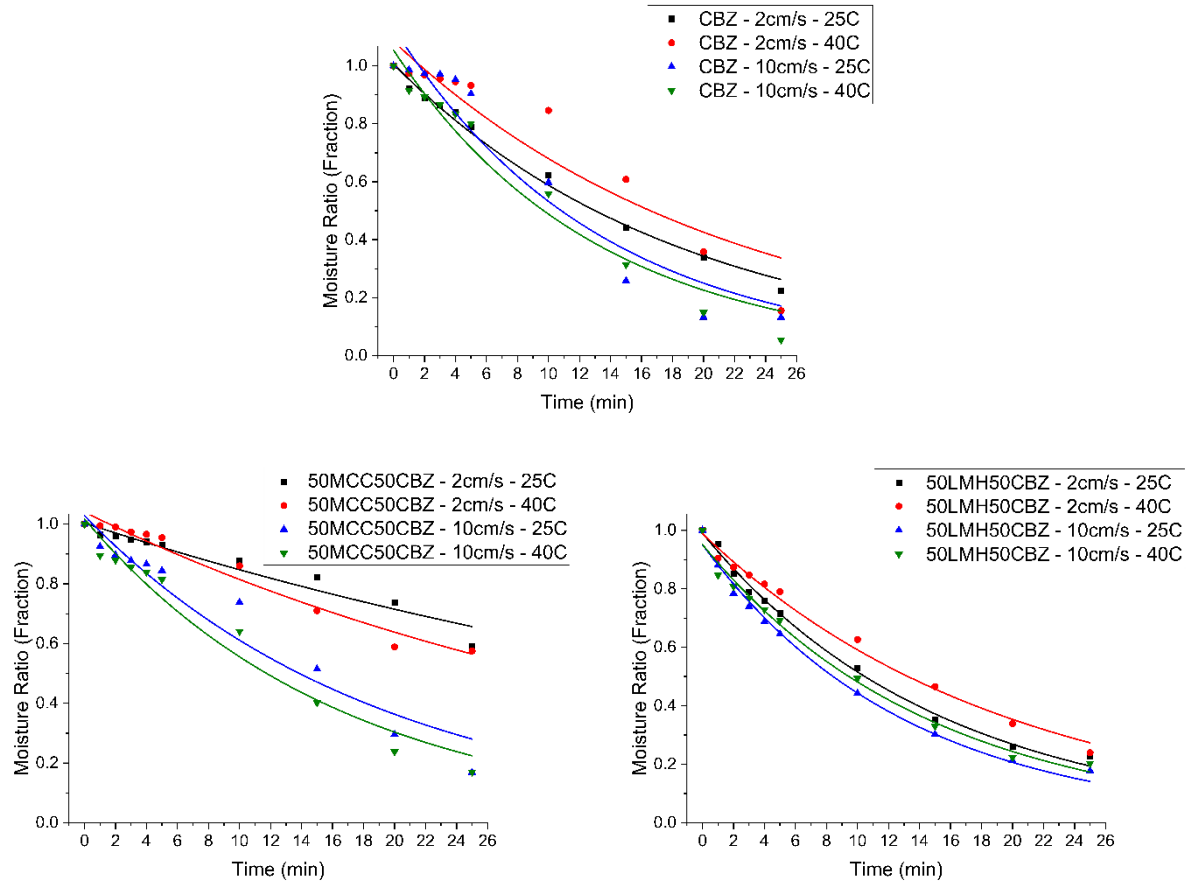 CBZ - 2cm/s - 25C
CBZ - 2cm/s - 40C
CBZ - 10cm/s - 25C
CBZ - 10cm/s - 40C
1.0
0.8
0.6
0.4
0.2
0.0
Moisture Ratio (Fraction)
0 2 4 6 8 10 12 14 16 18 20 22 24 26
Time (min)
50MCC50CBZ - 2cm/s - 25C
50MCC50CBZ - 2cm/s - 40C
50MCC50CBZ - 10cm/s - 25C
50MCC50CBZ - 10cm/s - 40C
1.0
0.8
0.6
0.4
0.2
0.0
Moisture Ratio (Fraction)
0 2 4 6 8 10 12 14 16 18 20 22 24 26
Time (min)
50LMH50CBZ - 2cm/s - 25C
50LMH50CBZ - 2cm/s - 40C
50LMH50CBZ - 10cm/s - 25C
50LMH50CBZ - 10cm/s - 40C
1.0
0.8
0.6
0.4
0.2
0.0
Moisture Ratio (Fraction)
0 2 4 6 8 10 12 14 16 18 20 22 24 26
Time (min)